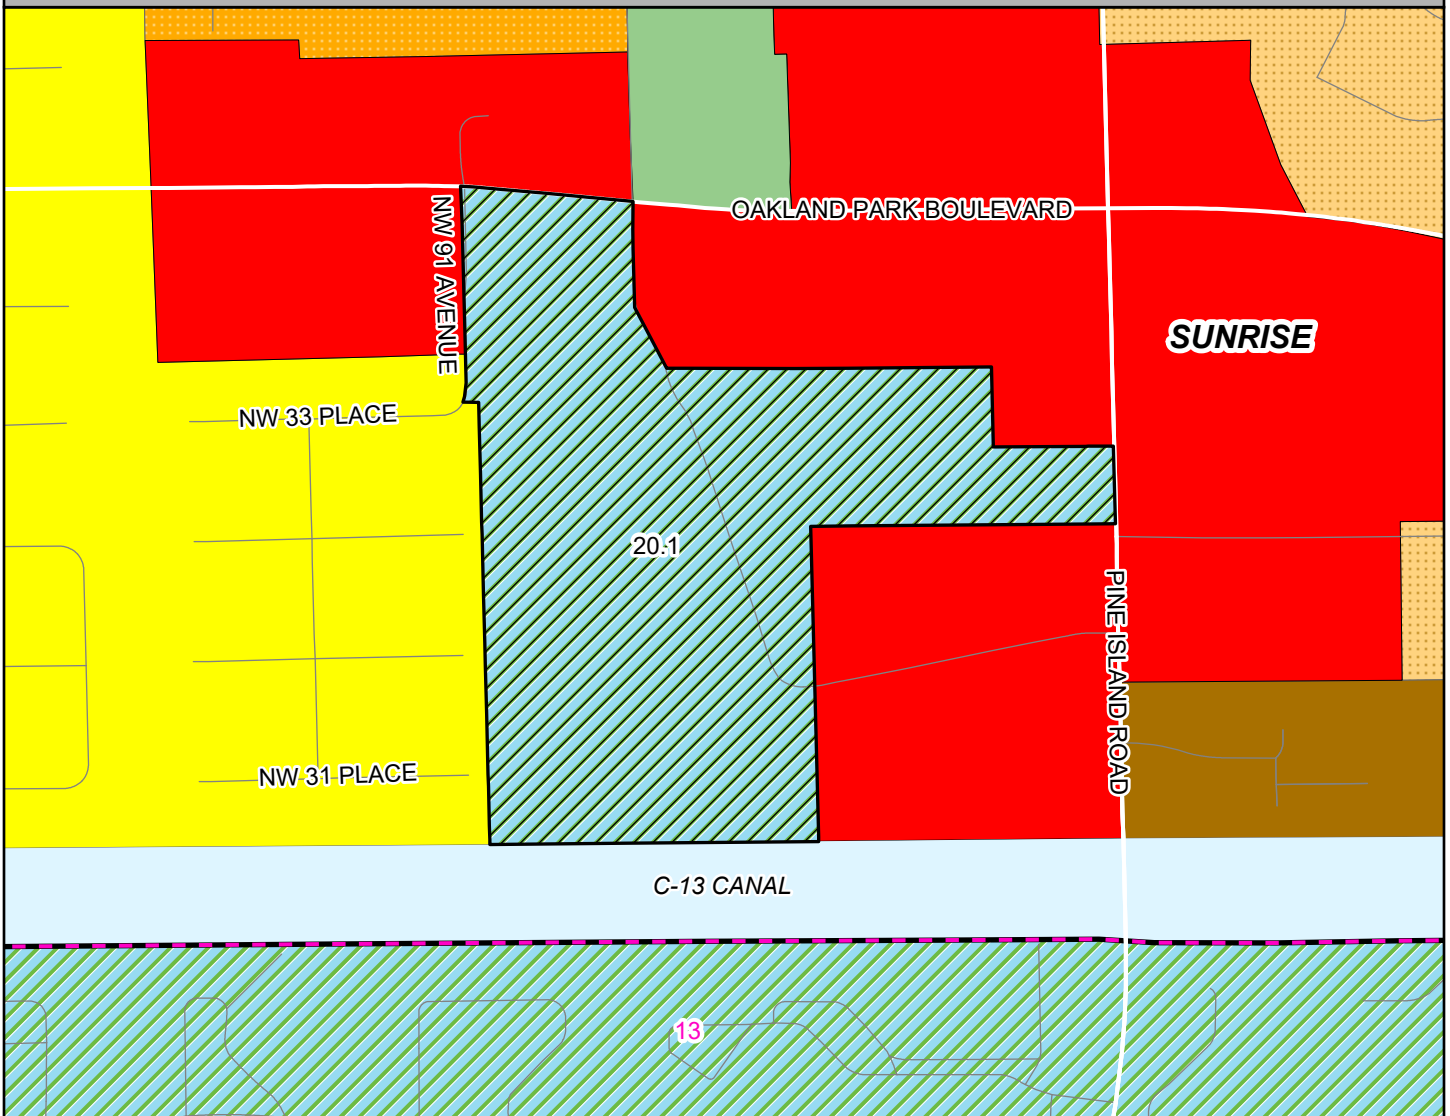 OAKLAND PARK BOULEVARD
NW 91 AVENUE
SUNRISE
NW 33 PLACE
20.1
PINE ISLAND ROAD
NW 31 PLACE
C-13 CANAL
13